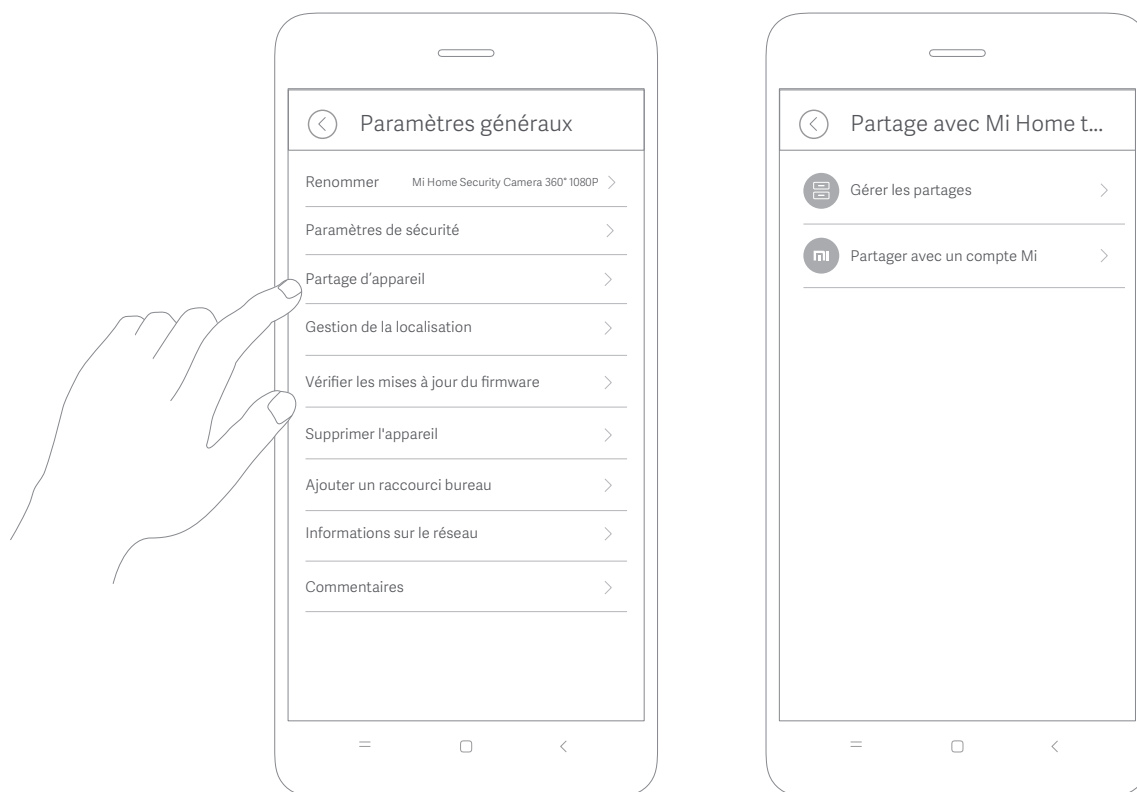 Paramètres généraux
Renommer Mi Home Security Camera 360° 1080P
Paramètres de sécurité
Partage d’appareil
Gestion de la localisation
Vérifier les mises à jour du firmware
Supprimer l'appareil
Ajouter un raccourci bureau
Informations sur le réseau
Commentaires
Partage avec Mi Home t...
Gérer les partages
MI Partager avec un compte Mi